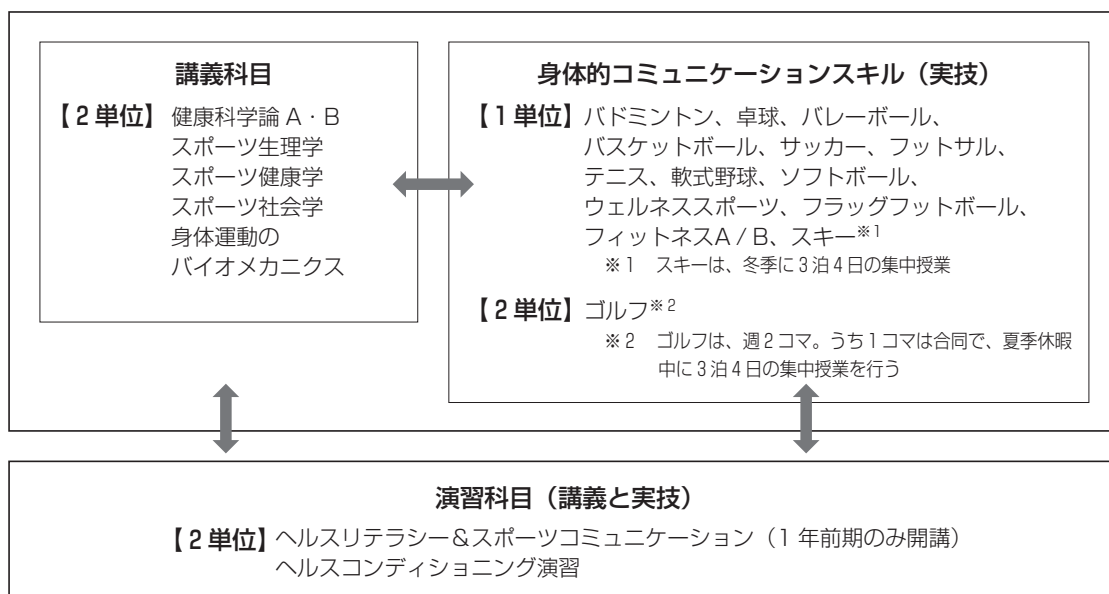 講義科目
【2単位】健康科学論 A・B
スポーツ生理学
スポーツ健康学
スポーツ社会学
身体運動の
バイオメカニクス
身体的コミュニケーションスキル（実技）
【1単位】バドミントン、卓球、バレーボール、
バスケットボール、サッカー、フットサル、
テニス、軟式野球、ソフトボール、
ウェルネススポーツ、フラッグフットボール、
フィットネスA / B、スキー※1
※1　スキーは、冬季に3泊4日の集中授業
【2単位】ゴルフ※2
※2　ゴルフは、週2コマ。うち1コマは合同で、夏季休暇
中に3泊4日の集中授業を行う
演習科目（講義と実技）
【2単位】ヘルスリテラシー＆スポーツコミュニケーション（1年前期のみ開講）
ヘルスコンディショニング演習